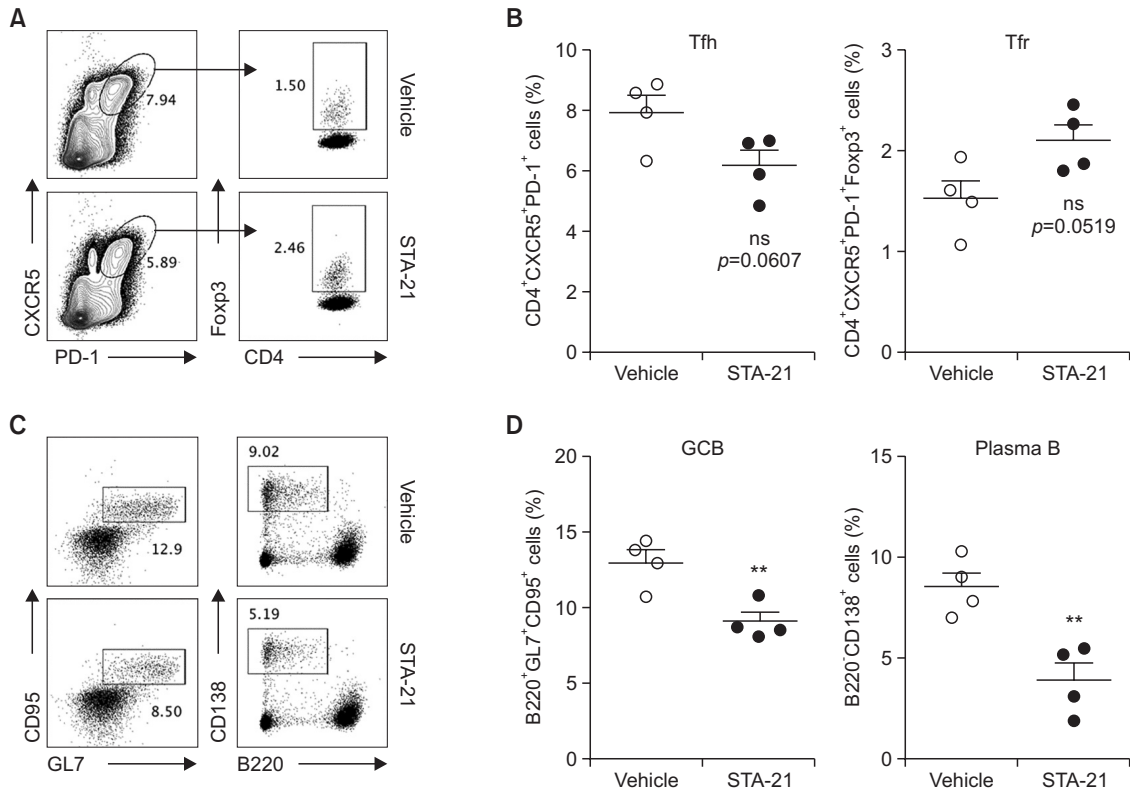 A
7.94
1.50
Vehicle
5.89
2.46
STA-21
CXCR5
Foxp3
PD-1
CD4
B
Tfh
CD4+CXCR5+PD-1+ cells (%)
10
8
6
4
2
0
ns
p=0.0607
Vehicle
STA-21
Tfr
CD4+CXCR5+PD-1+Foxp3+ cells (%)
3
2
1
0
ns
p=0.0519
Vehicle
STA-21
C
12.9
9.02
Vehicle
8.50
5.19
STA-21
CD95
CD138
GL7
B220
D
GCB
B220+GL7+CD95+ cells (%)
20
15
10
5
0
**
Vehicle
STA-21
Plasma B
B220-CD138+ cells (%)
15
10
5
0
**
Vehicle
STA-21